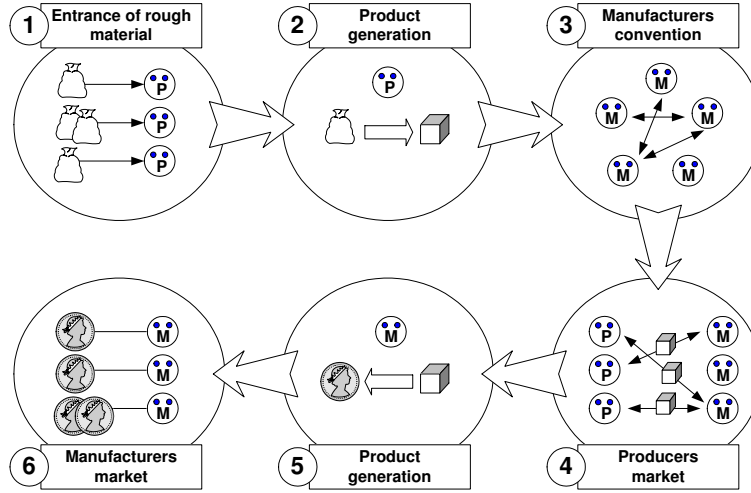 1
Entrance of rough
material
P
P
P
2
Product
generation
P
3
Manufacturers
convention
M
M
M
M
M
P
M
P
M
P
M
4
Producers
market
M
5
Product
generation
M
M
M
6
Manufacturers
market